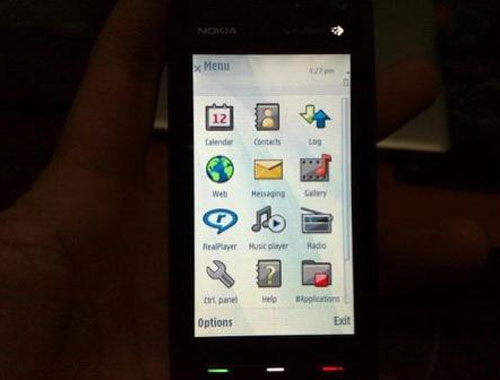 NOKIA
Menu
4:27 pm
12
Calendar Contacts Log
Web Messaging Gallery
RealPlayer Music player Radio
Ctrl. panel Help #Applications
Options Exit